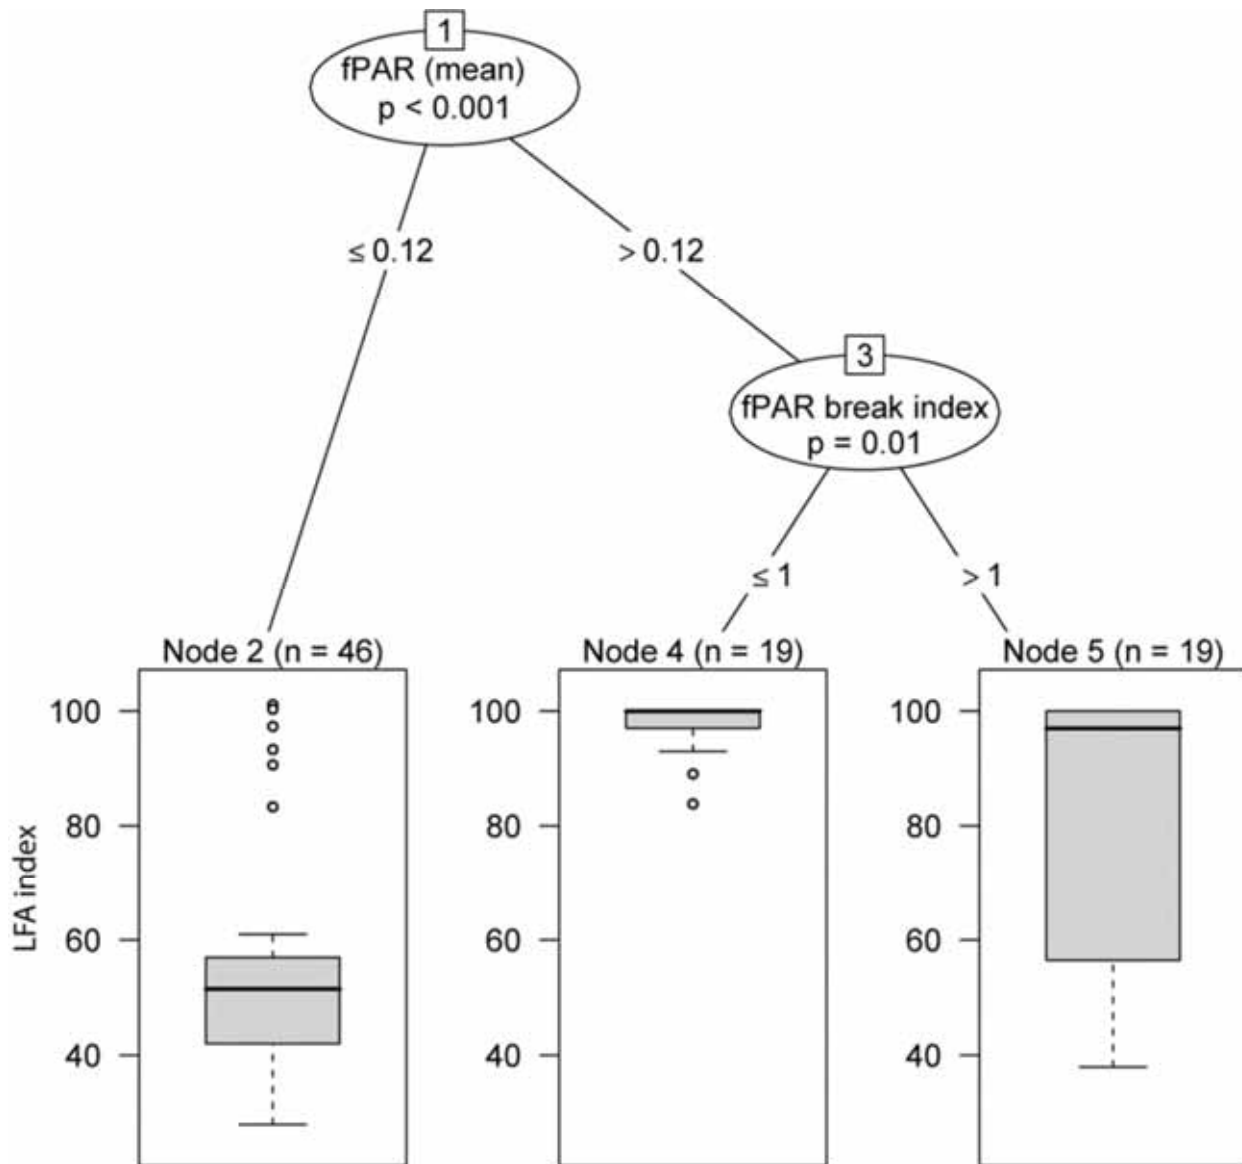 1
fPAR (mean)
p < 0.001
≤ 0.12
> 0.12
3
fPAR break index
p = 0.01
≤ 1
> 1
Node 2 (n = 46)
Node 4 (n = 19)
Node 5 (n = 19)
LFA index
100
80
60
40
100
80
60
40
100
80
60
40